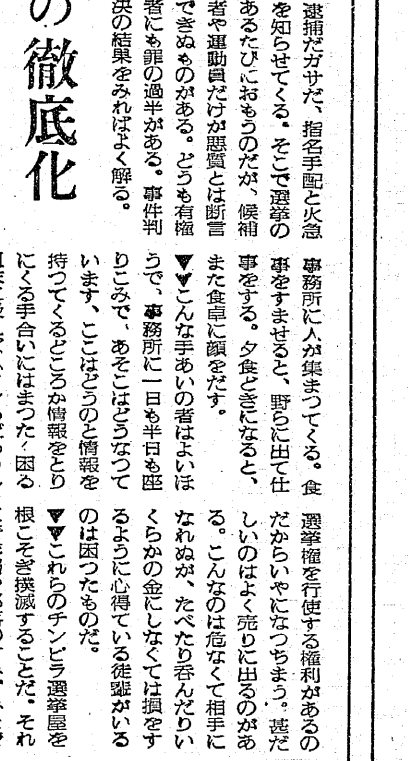 逮捕だガサだ、指名手配と火急
を知らせてくる。そこで選挙の
あるたびにおもうのだが、候補
者や運動員だけが悪質とは断言
できぬものがある。どうも有権
者にも罪の過半がある。事件判
決の結果をみればよく解る。
の徹底化
事務所に人が集まつてくる。食
事をすませると、野らに出て仕
事をする。夕食どきになると、
また食卓に顔をだす。
▼▼こんな手あいの者はよいほ
うで、事務所に一日も半日も座
りこみで、あそこはどうなつて
います、ここはどうのと情報を
持つてくるどころか情報をとり
にくる手合いにはまつたく困る
選挙権を行使する権利があるの
だからいやになつちまう。甚だ
しいのはよく売りに出るのがあ
る。こんなのは危なくて相手に
なれぬが、たべたり呑んだりい
くらかの金にしなくては損をす
るように心得ている徒輩がいる
のは困つたものだ。
▼▼これらのチンピラ選挙屋を
根こそぎ撲滅することだ。それ